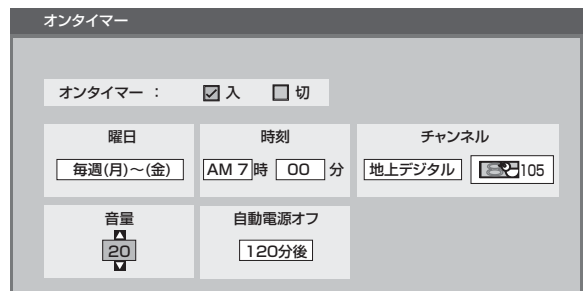 オンタイマー
オンタイマー : 入 切
曜日 時刻 チャンネル
毎週(月)~(金) AM 7 時 00 分 地上デジタル 105
音量 自動電源オフ
20 120分後